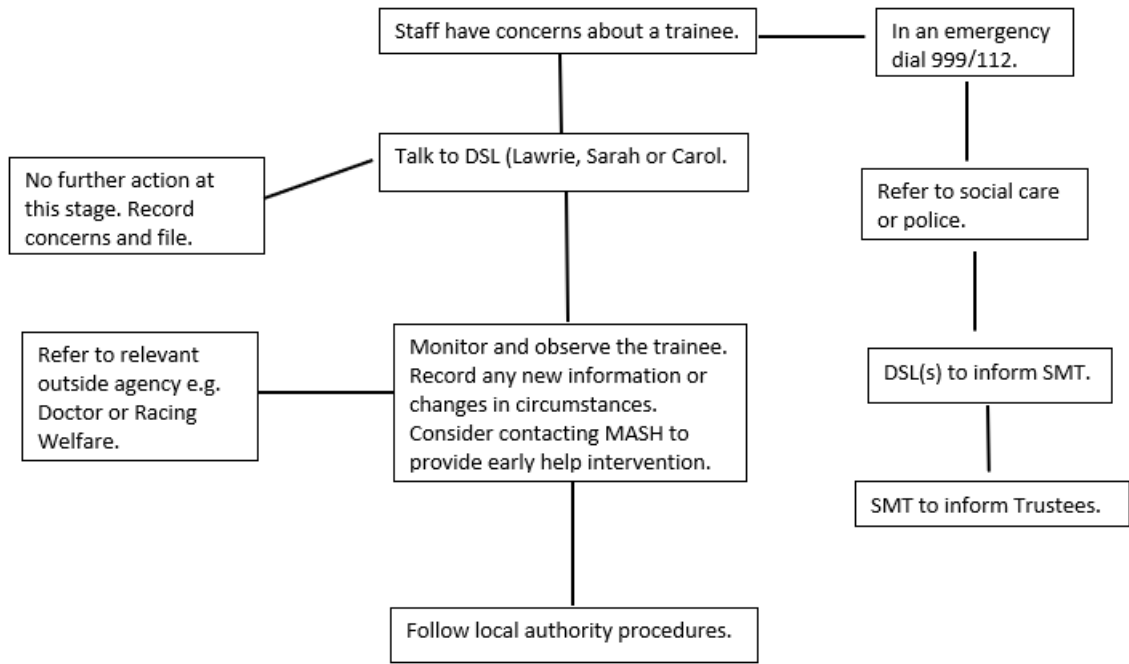 Staff have concerns about a trainee.
In an emergency
dial 999/112.
Talk to DSL (Lawrie, Sarah or Carol.
No further action at
this stage. Record
concerns and file.
Refer to social care
or police.
Refer to relevant
outside agency e.g.
Doctor or Racing
Welfare.
Monitor and observe the trainee.
Record any new information or
changes in circumstances.
Consider contacting MASH to
provide early help intervention.
DSL(s) to inform SMT.
SMT to inform Trustees.
Follow local authority procedures.